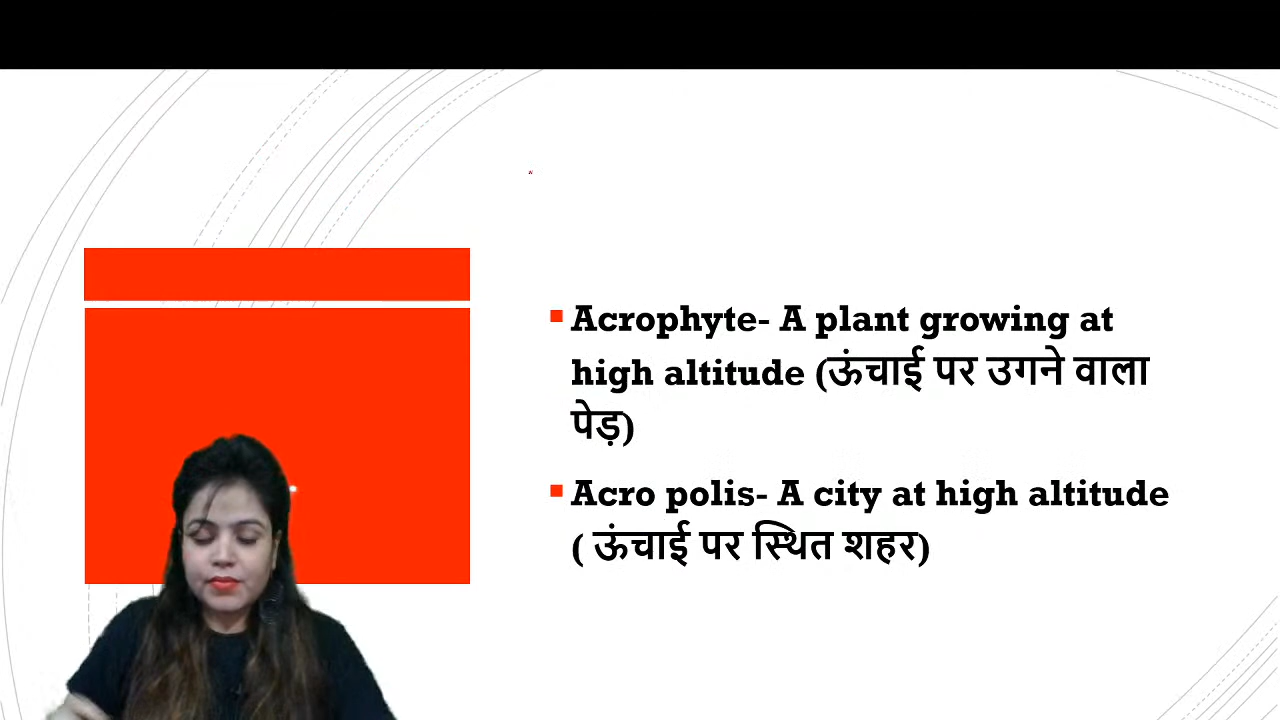 Acrophyte- A plant growing at
high altitude (ऊंचाई पर उगने वाला
पेड़)
Acro polis- A city at high altitude
( ऊंचाई पर स्थित शहर)